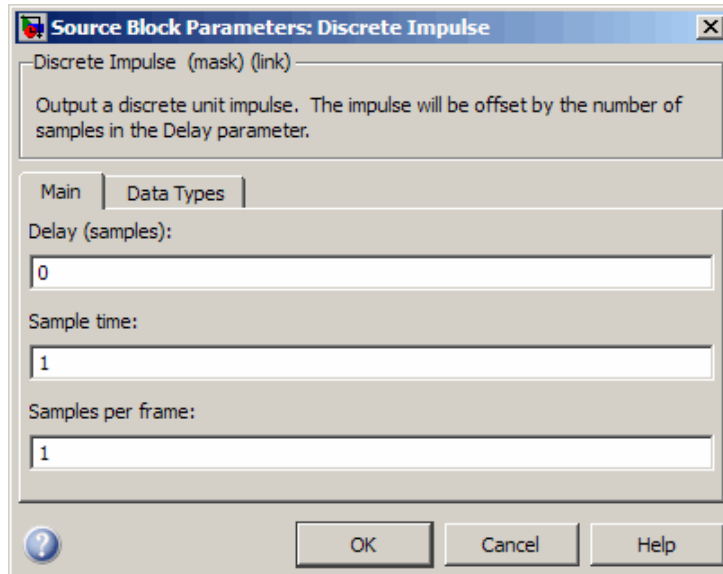 Source Block Parameters: Discrete Impulse
Discrete Impulse (mask) (link)
Output a discrete unit impulse. The impulse will be offset by the number of
samples in the Delay parameter.
Main Data Types
Delay (samples):
0
Sample time:
1
Samples per frame:
1
? OK Cancel Help